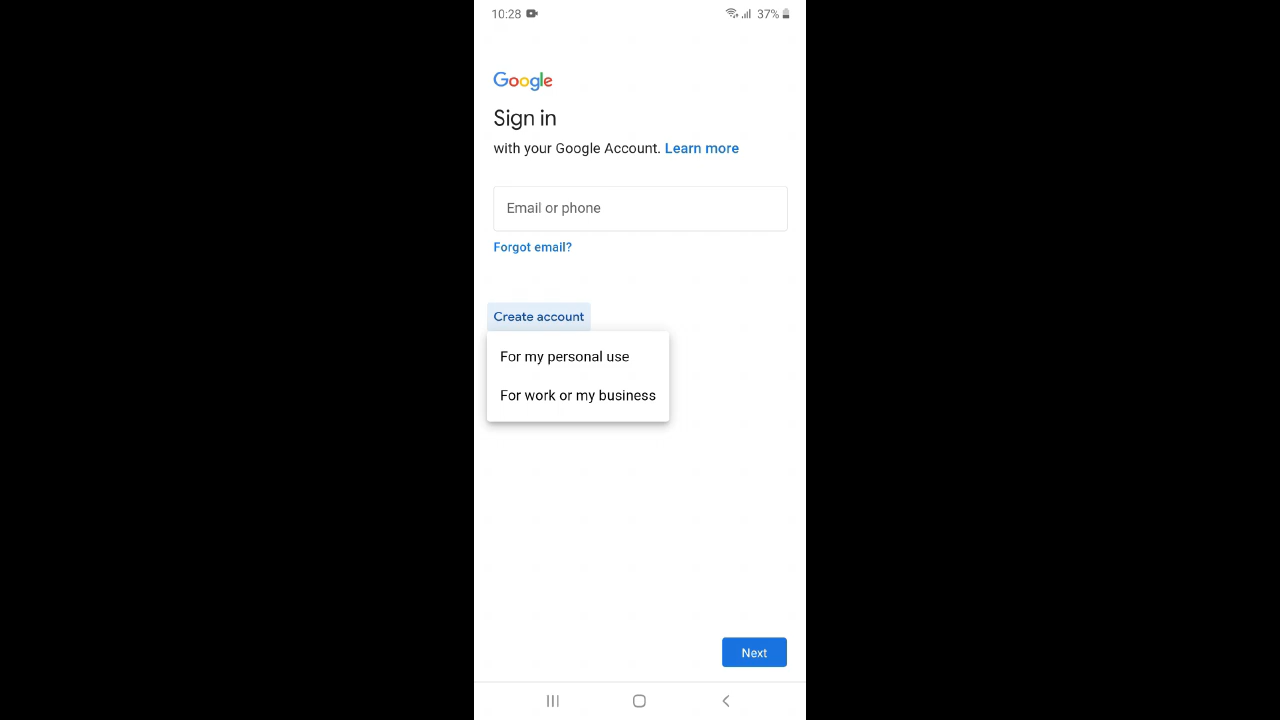 10:28 37%
Google
Sign in
with your Google Account. Learn more
Email or phone
Forgot email?
Create account
For my personal use
For work or my business
Next